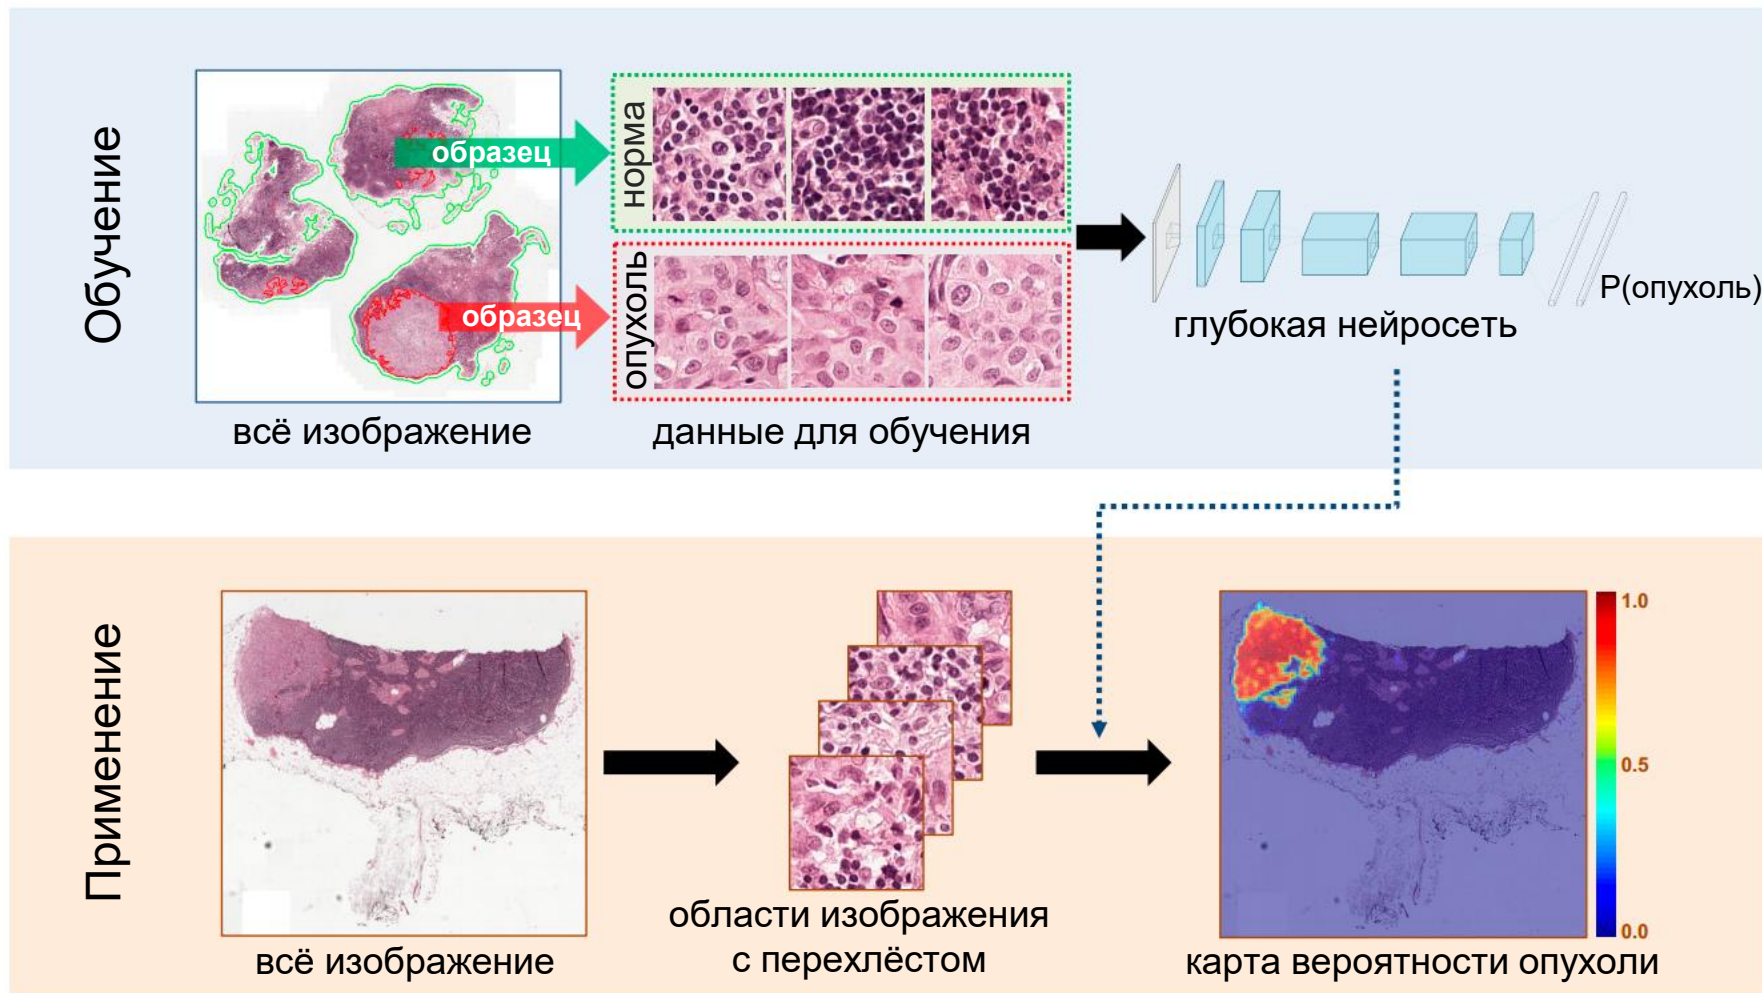 Обучение
образец
образец
всё изображение
норма
опухоль
данные для обучения
глубокая нейросеть
P(опухоль)
Применение
всё изображение
области изображения
с перехлёстом
1.0
0.5
0.0
карта вероятности опухоли